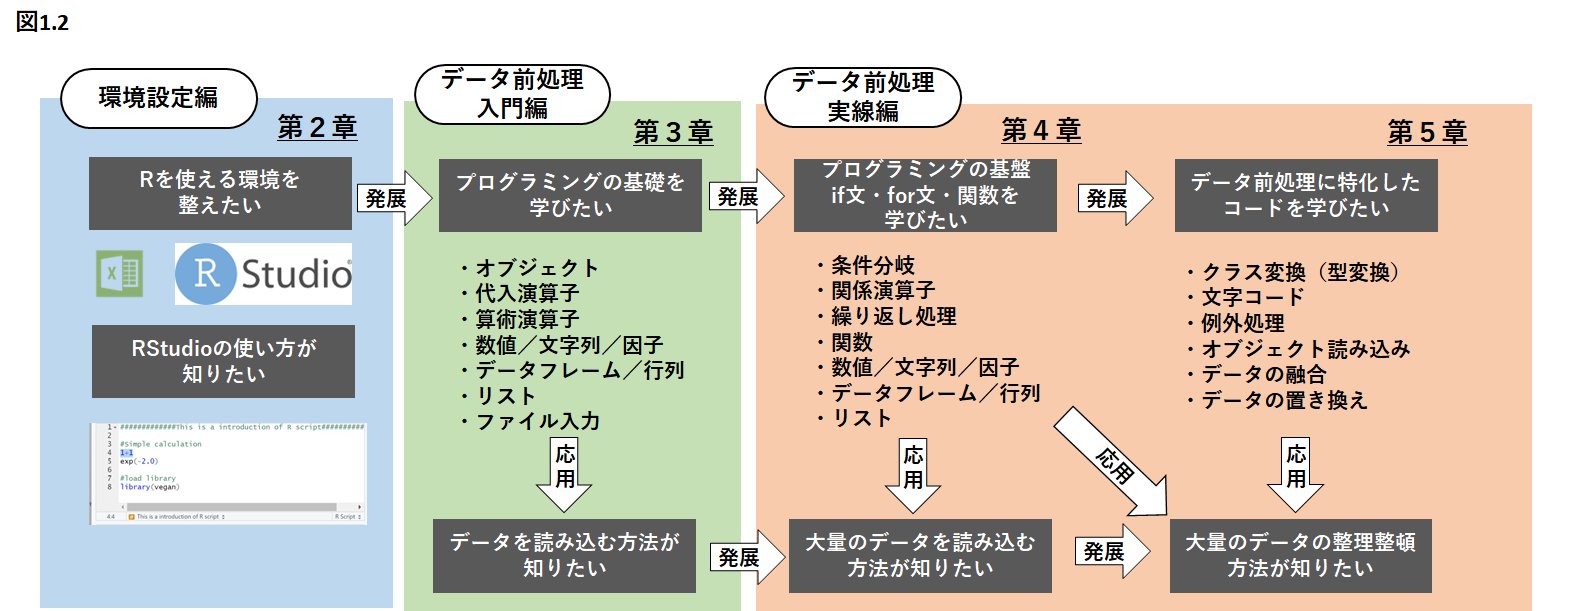 図1.2
環境設定編
第２章
Rを使える環境を
整えたい
R Studio
RStudioの使い方が
知りたい
1 #############This is a introduction of R script##########
2
3 #Simple calculation
4 1-1
5 exp(-2.0)
6
7 #load library
8 library(vegan)
4:4 This is a introduction of R script R Script
発展
データ前処理
入門編
第３章
プログラミングの基礎を
学びたい
・オブジェクト
・代入演算子
・算術演算子
・数値／文字列／因子
・データフレーム／行列
・リスト
・ファイル入力
応
用
データを読み込む方法が
知りたい
発展
発展
データ前処理
実線編
第４章
プログラミングの基盤
if文・for文・関数を
学びたい
・条件分岐
・関係演算子
・繰り返し処理
・関数
・数値／文字列／因子
・データフレーム／行列
・リスト
応
用
大量のデータを読み込む
方法が知りたい
発展
応用
発展
第５章
データ前処理に特化した
コードを学びたい
・クラス変換（型変換）
・文字コード
・例外処理
・オブジェクト読み込み
・データの融合
・データの置き換え
応
用
大量のデータの整理整頓
方法が知りたい